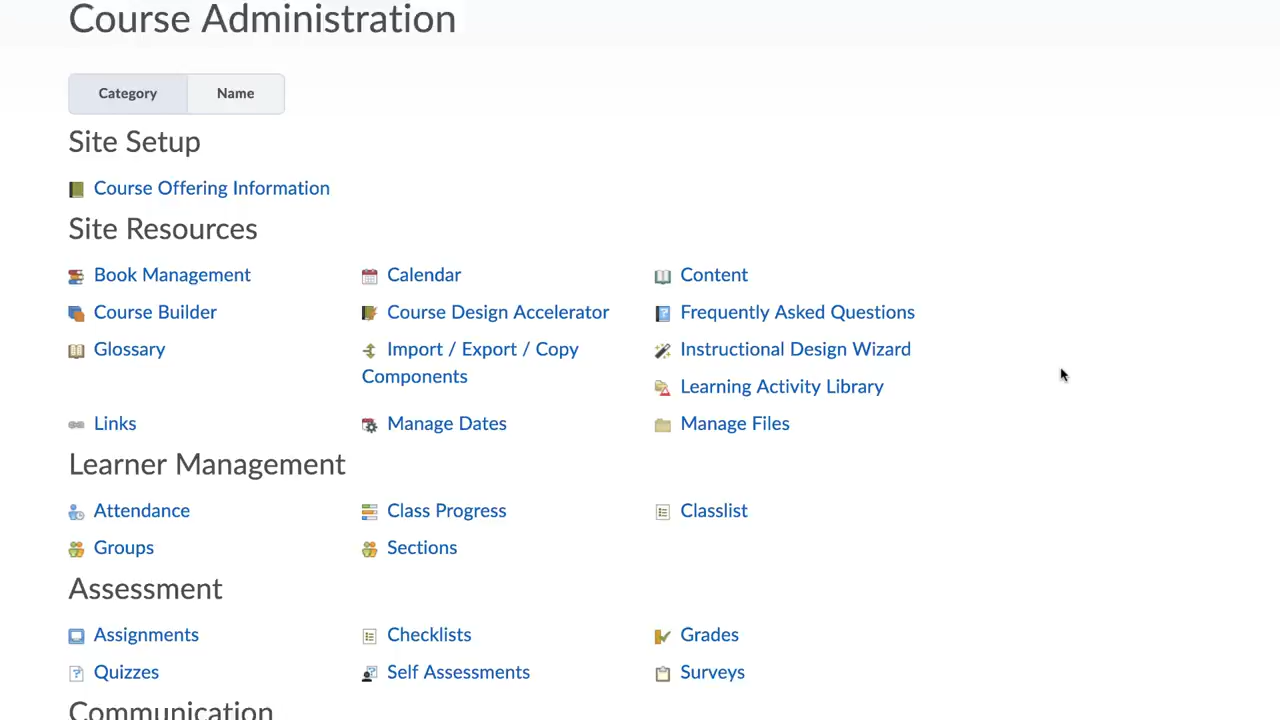 Course Administration
Category Name
Site Setup
Course Offering Information
Site Resources
Book Management Calendar Content
Course Builder Course Design Accelerator Frequently Asked Questions
Glossary Import / Export / Copy Instructional Design Wizard
Components
Learning Activity Library
Links Manage Dates Manage Files
Learner Management
Attendance Class Progress Classlist
Groups Sections
Assessment
Assignments Checklists Grades
Quizzes Self Assessments Surveys
Communication